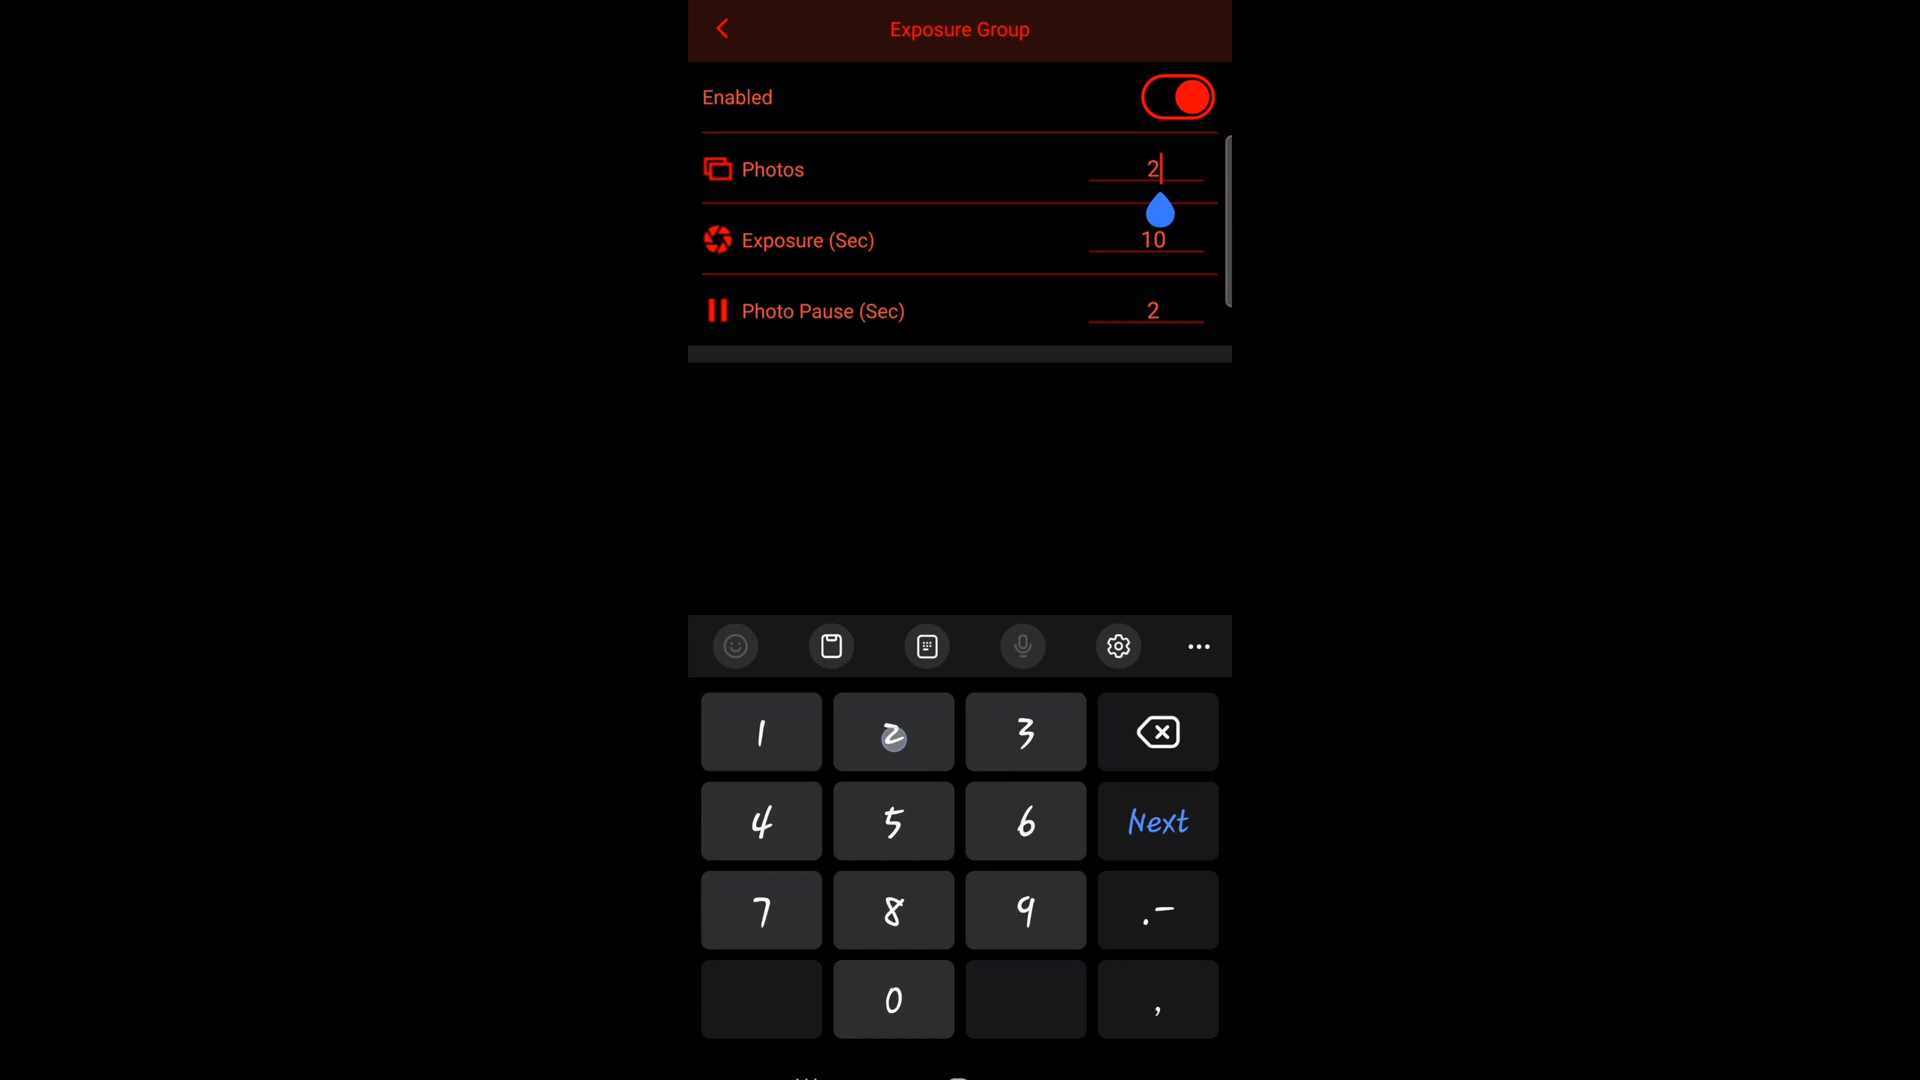 Exposure Group
Enabled
Photos 2
Exposure (Sec) 10
Photo Pause (Sec) 2
1 2 3
4 5 6 Next
7 8 9 .-
0 ,